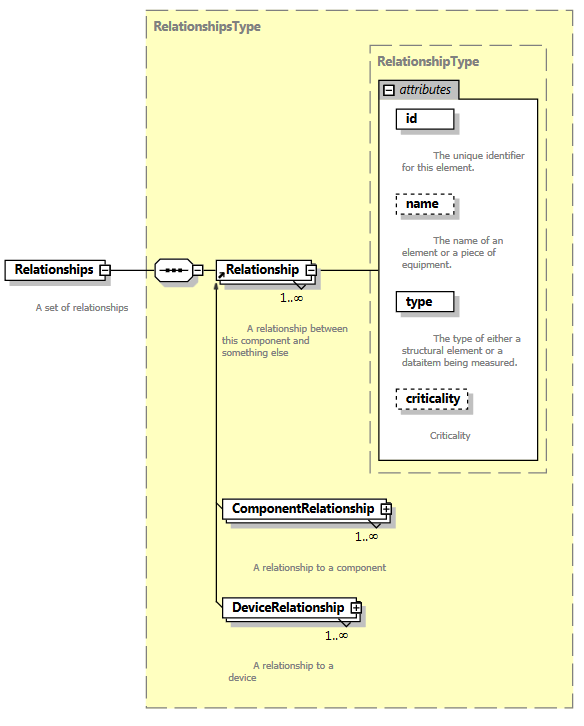 RelationshipsType
RelationshipType
attributes
id
The unique identifier
for this element.
name
The name of an
element or a piece of
equipment.
Relationships
A set of relationships
Relationship
1..∞
A relationship between
this component and
something else
type
The type of either a
structural element or a
dataitem being measured.
criticality
Criticality
ComponentRelationship
1..∞
A relationship to a component
DeviceRelationship
1..∞
A relationship to a
device